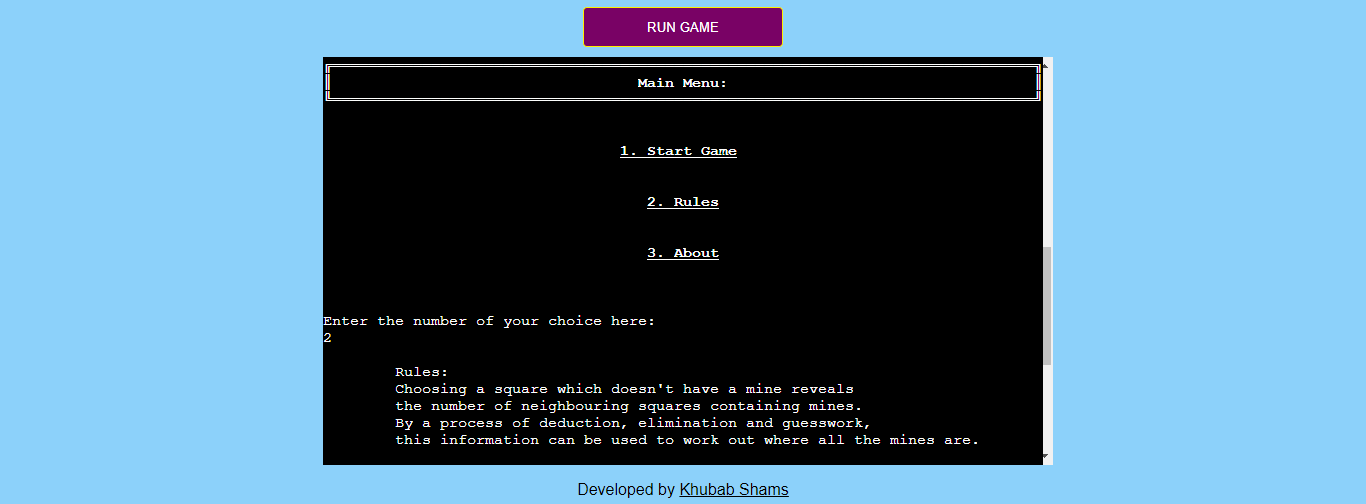 RUN GAME
Main Menu:
1. Start Game
2. Rules
3. About
Enter the number of your choice here:
2
Rules:
Choosing a square which doesn't have a mine reveals
the number of neighbouring squares containing mines.
By a process of deduction, elimination and guesswork,
this information can be used to work out where all the mines are.
Developed by Khubab Shams